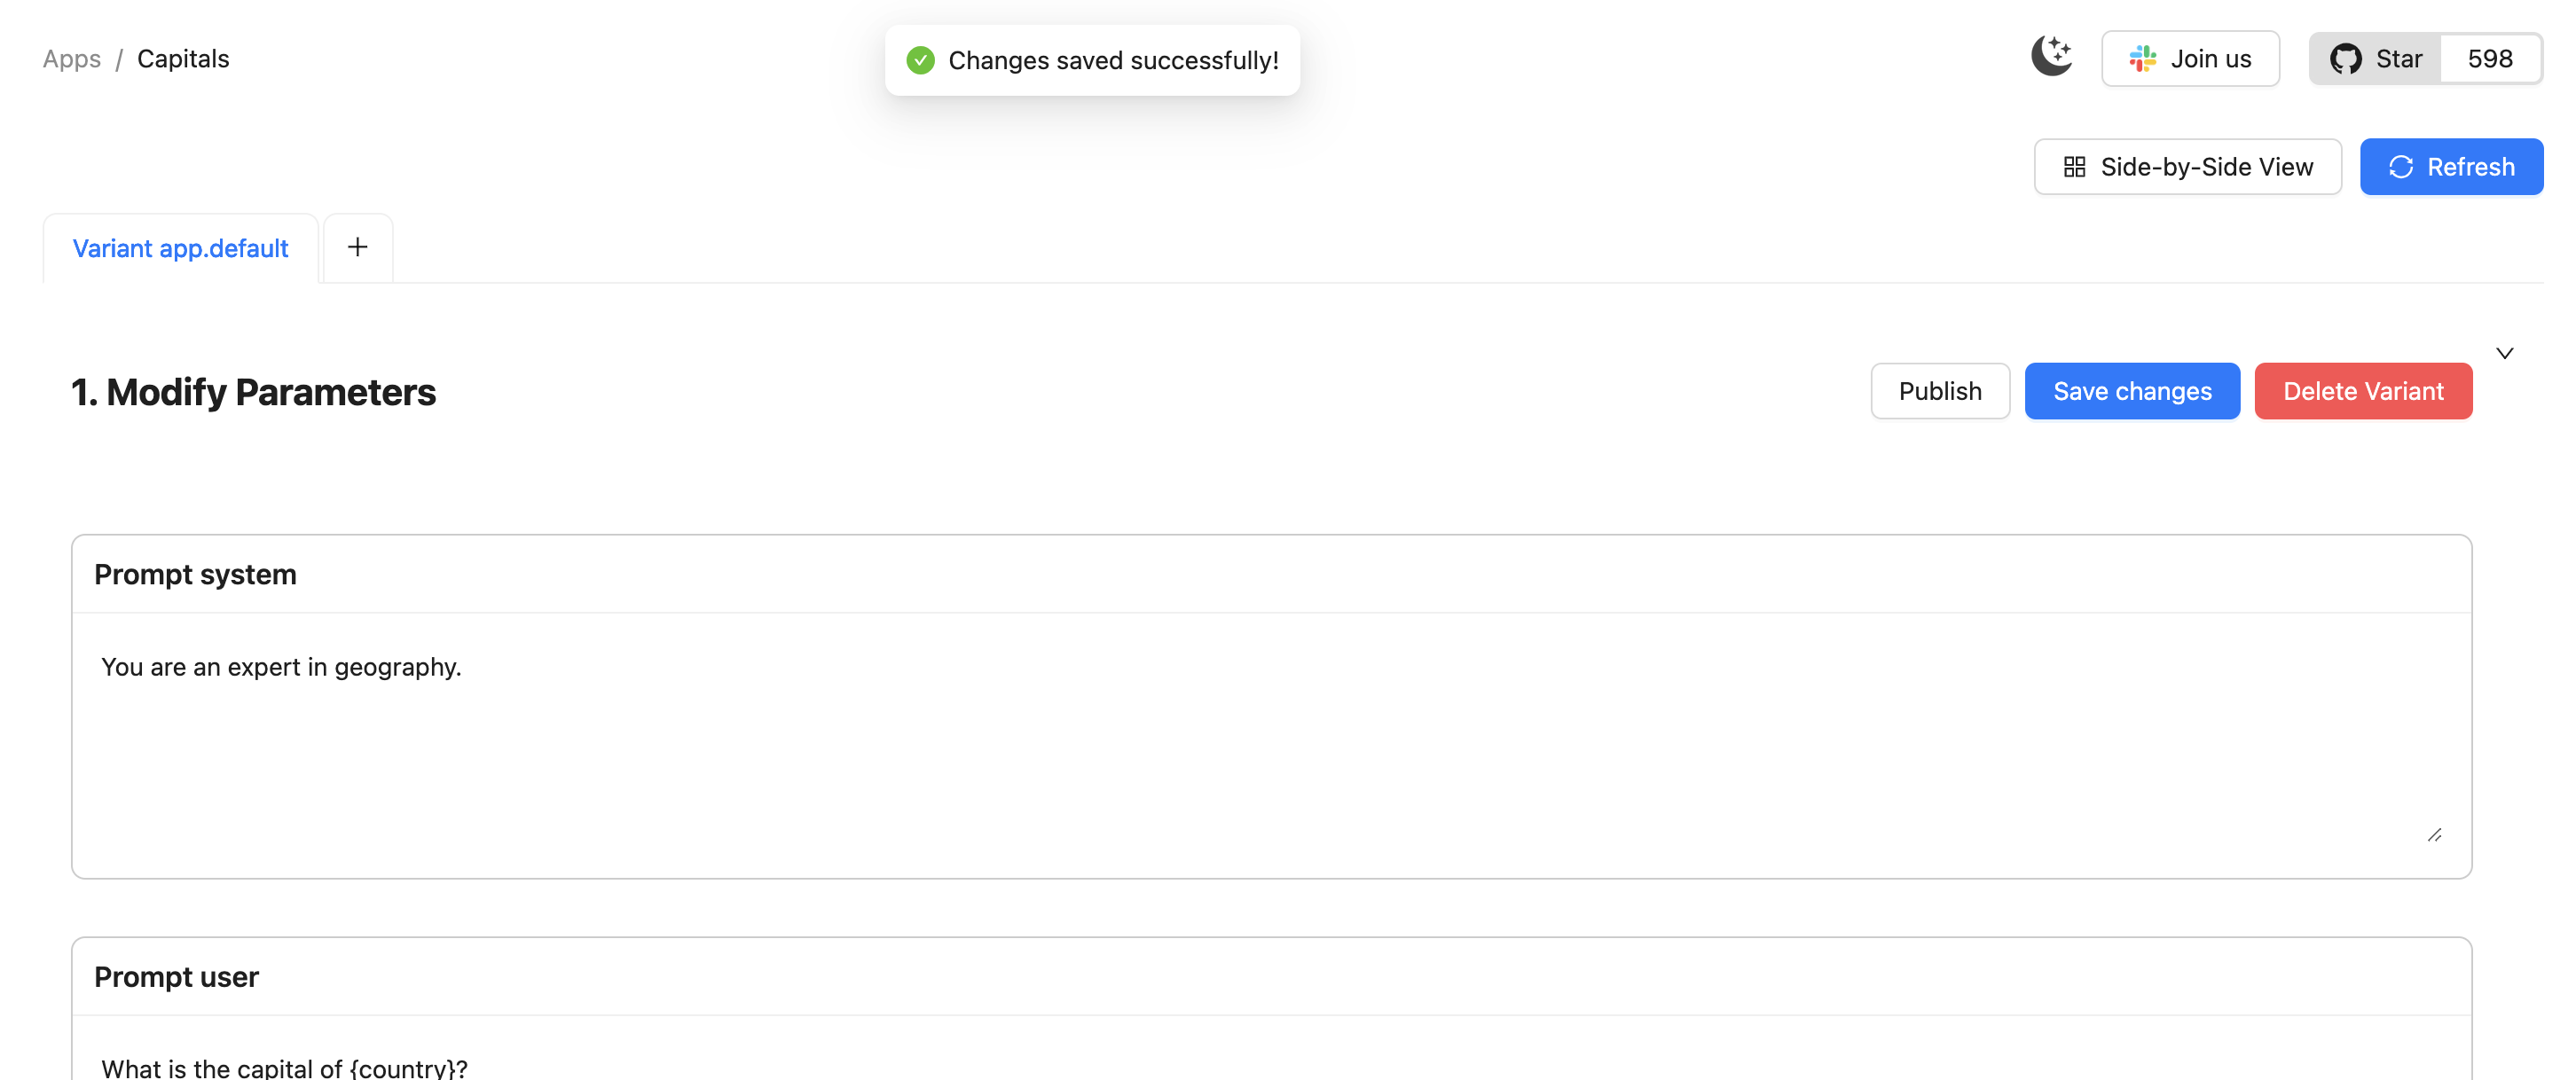 Apps / Capitals
Changes saved successfully!
Join us
Star 598
Side-by-Side View
Refresh
Variant app.default
+
1. Modify Parameters
Publish
Save changes
Delete Variant
Prompt system
You are an expert in geography.
Prompt user
What is the capital of {country}?